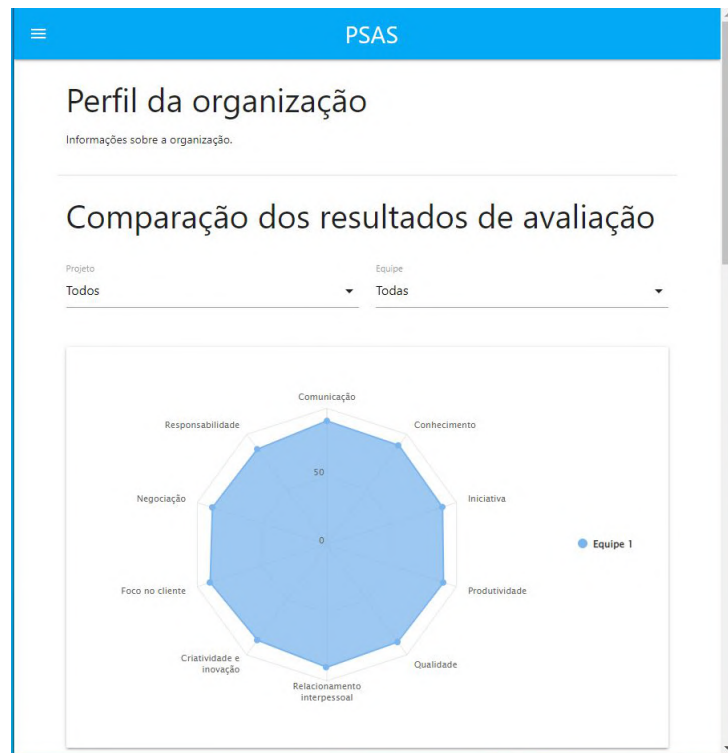 PSAS
Perfil da organização
Informações sobre a organização.
Comparação dos resultados de avaliação
Projeto
Equipe
Todos
Todas
Comunicação
Responsabilidade
Conhecimento
50
Negociação
Iniciativa
0
Equipe 1
Foco no cliente
Produtividade
Criatividade e
inovação
Qualidade
Relacionamento
interpessoal